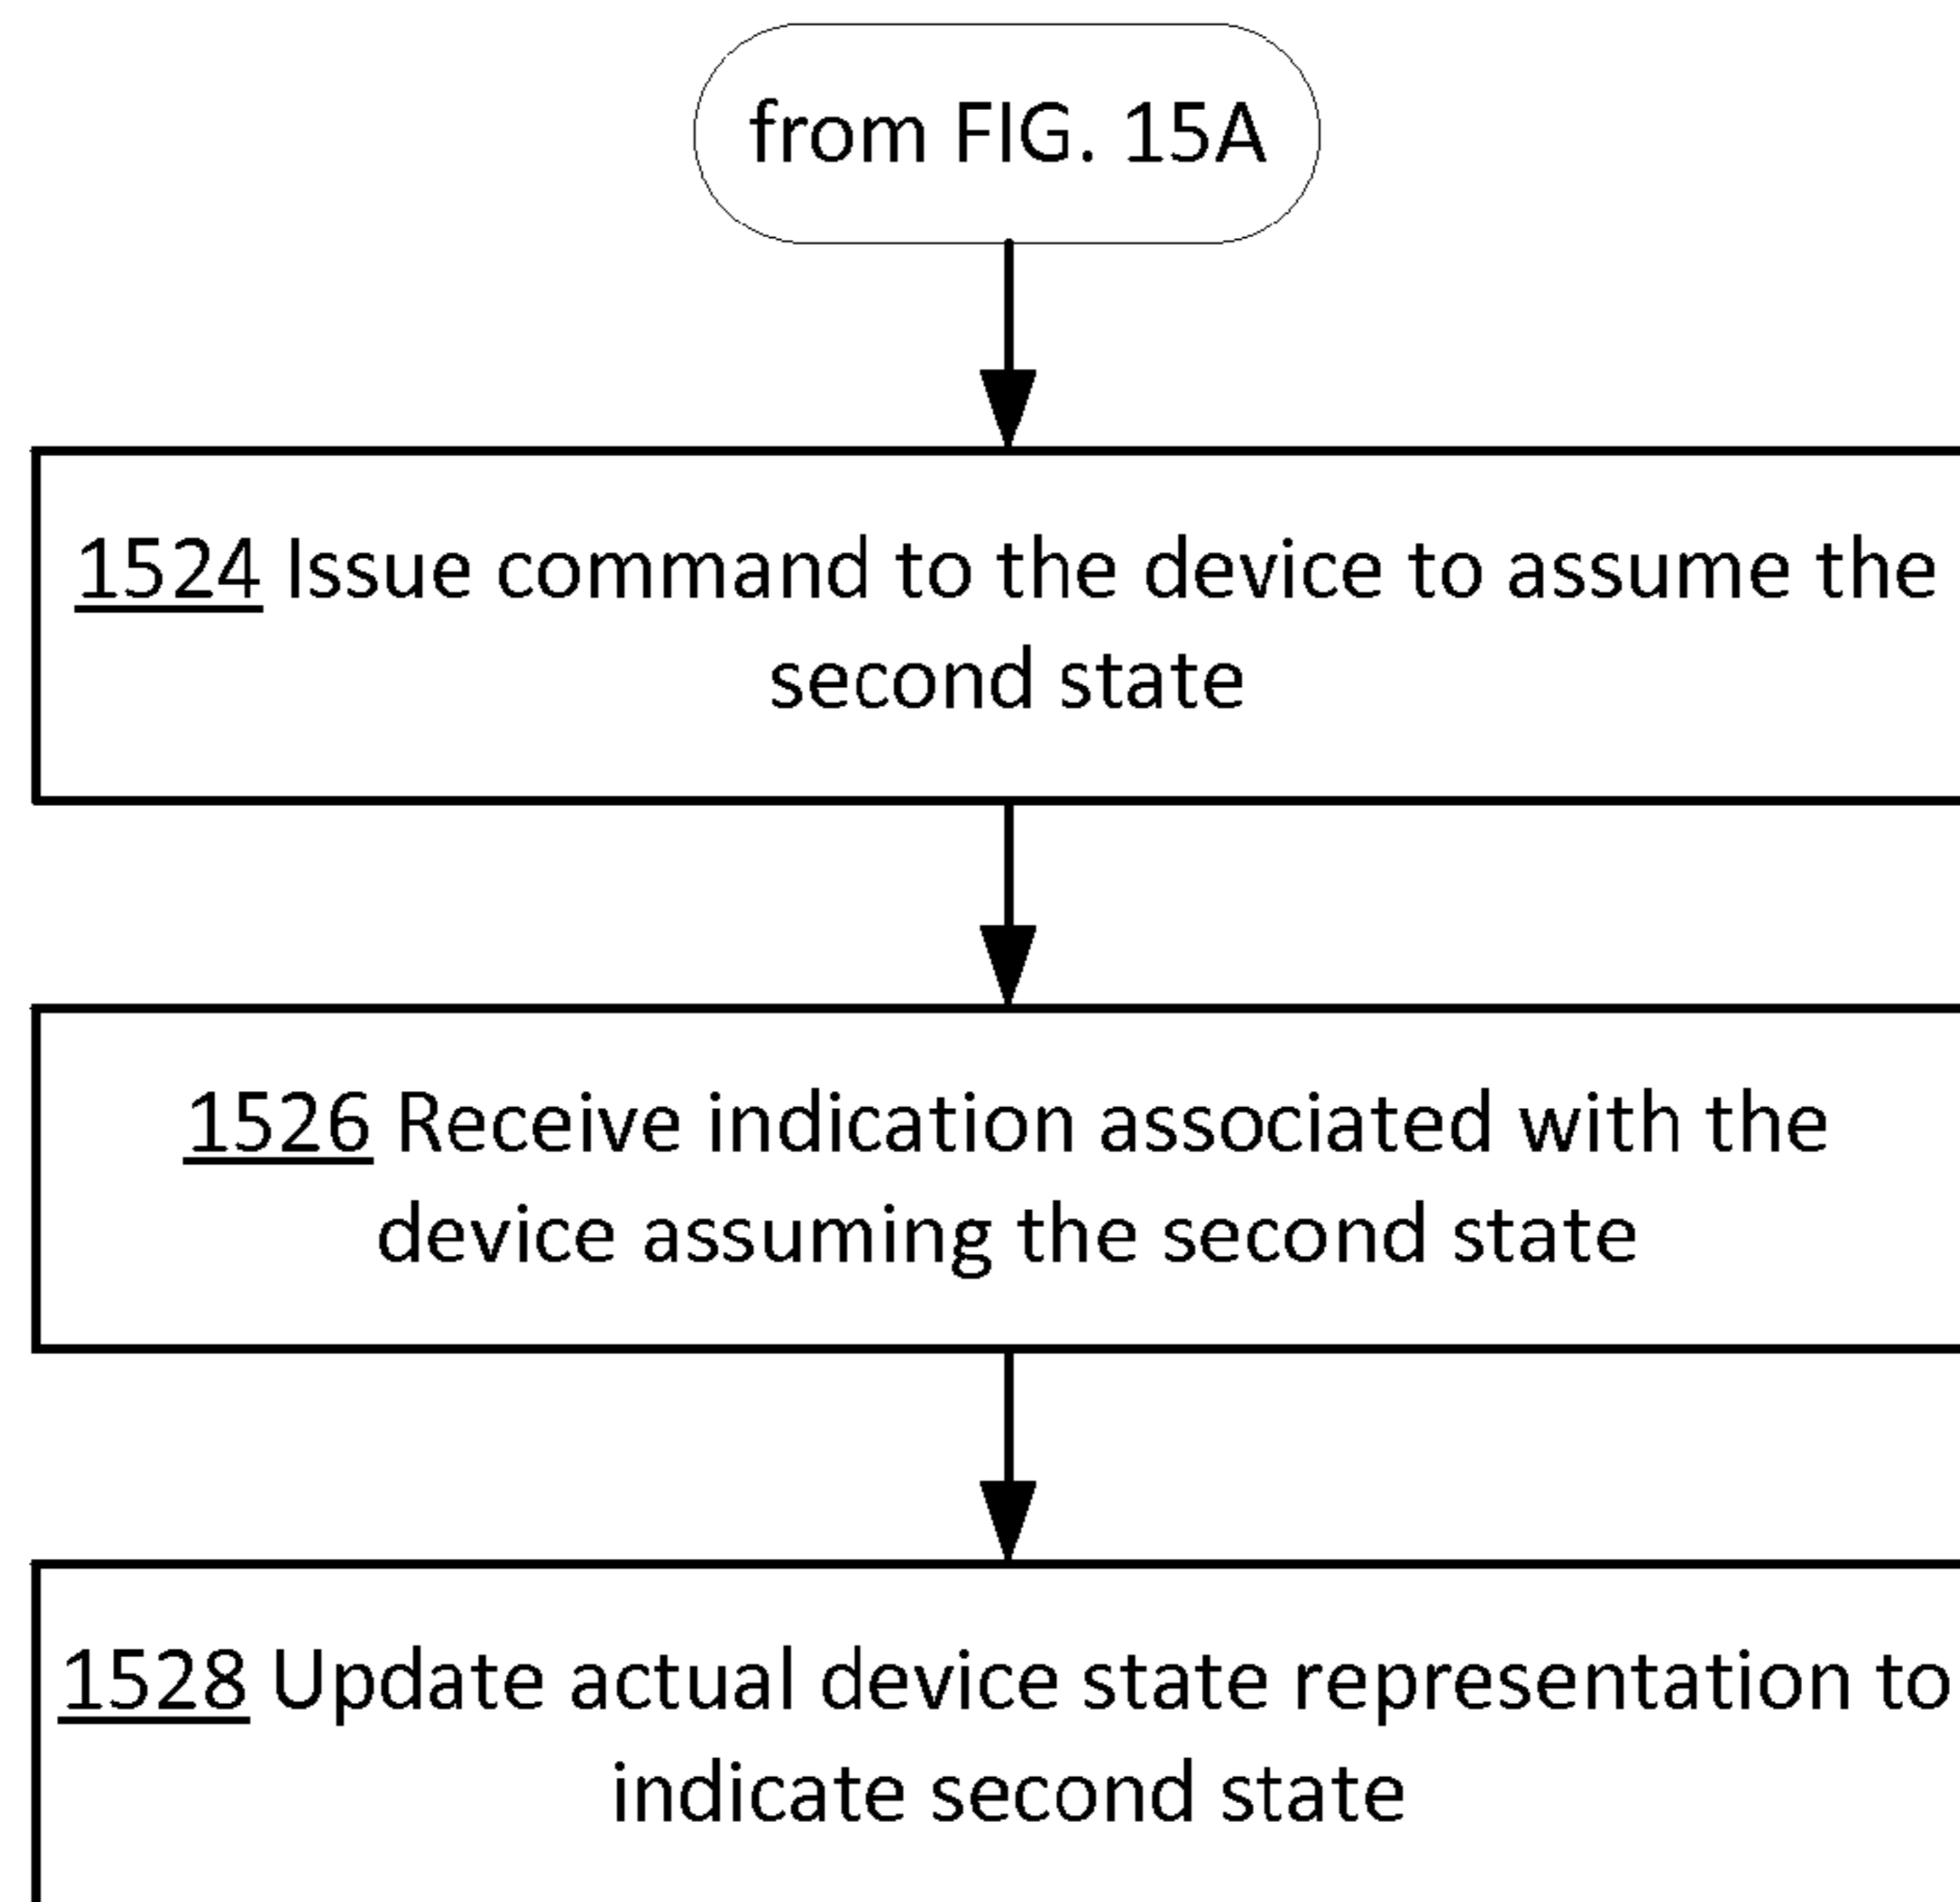 from FIG. 15A
1524 Issue command to the device to assume the
second state
1526 Receive indication associated with the
device assuming the second state
1528 Update actual device state representation to
indicate second state